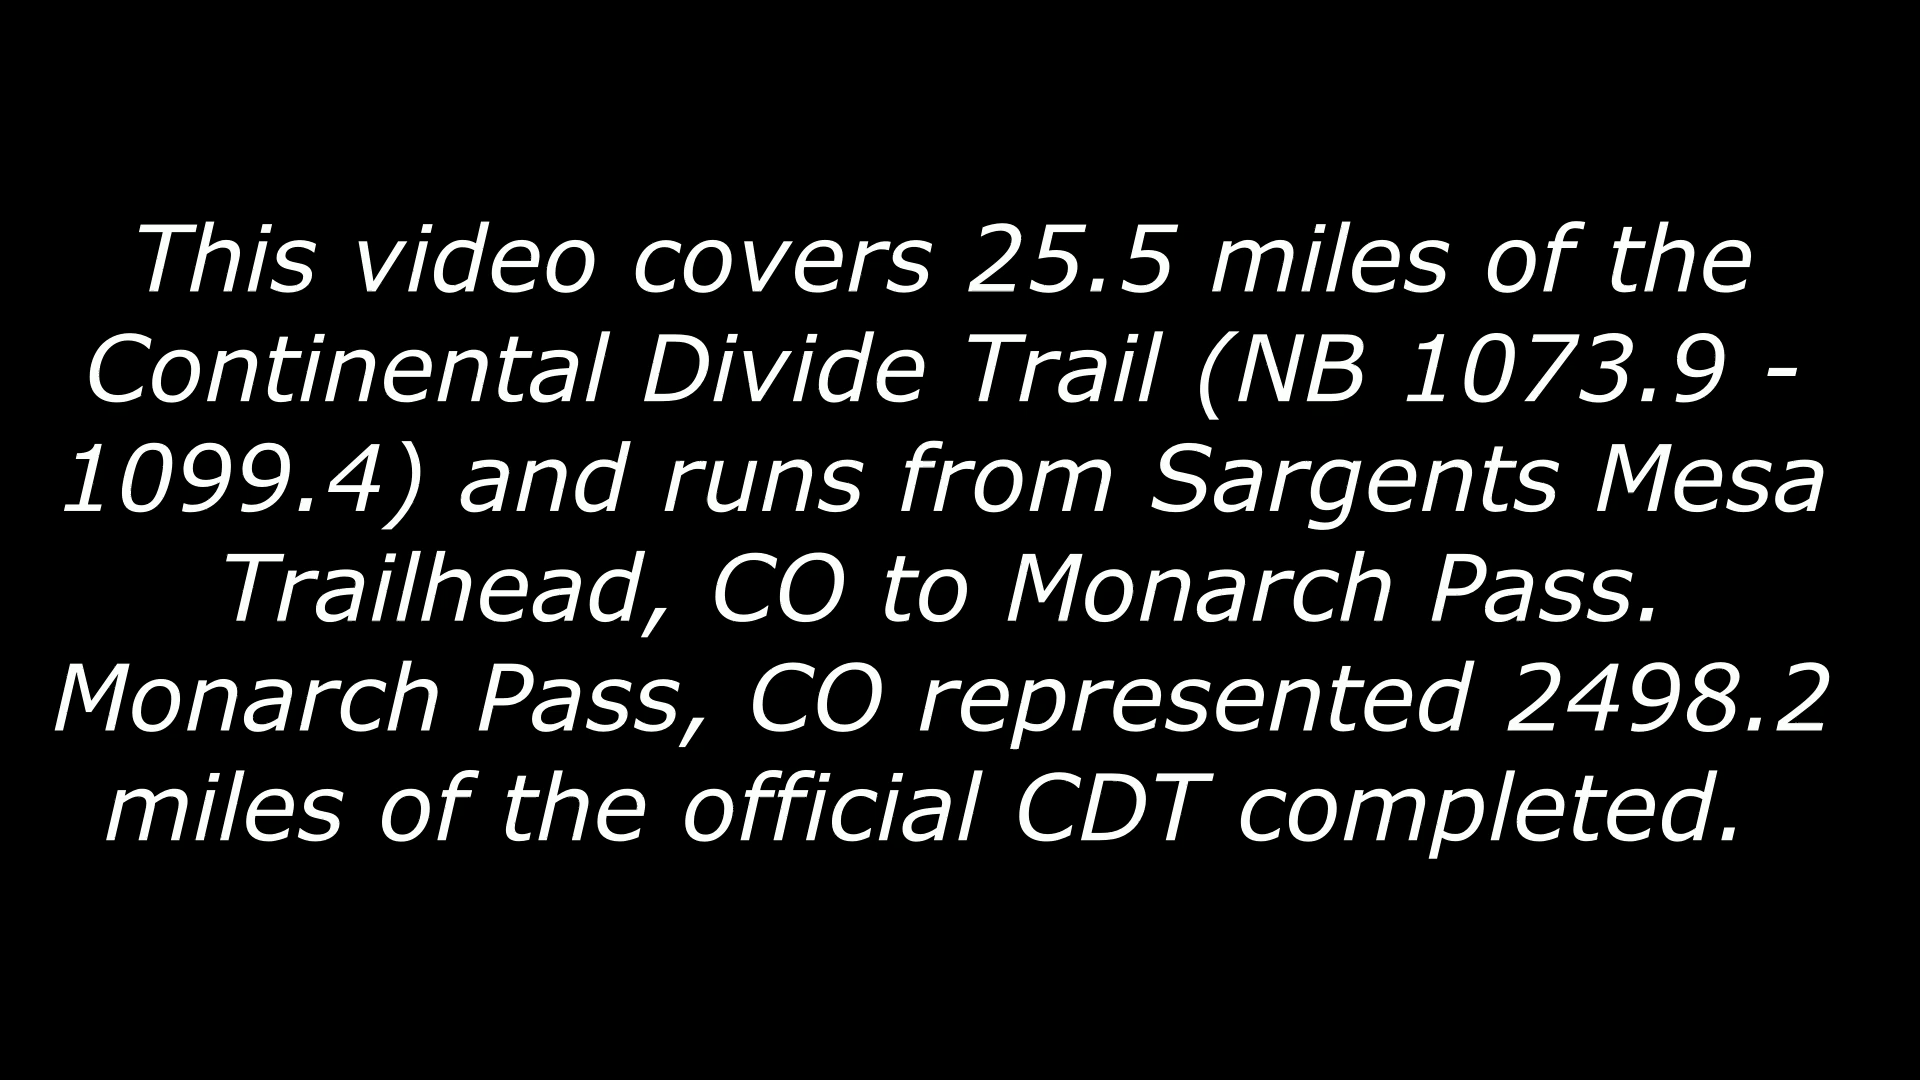 This video covers 25.5 miles of the
Continental Divide Trail (NB 1073.9 -
1099.4) and runs from Sargents Mesa
Trailhead, CO to Monarch Pass.
Monarch Pass, CO represented 2498.2
miles of the official CDT completed.